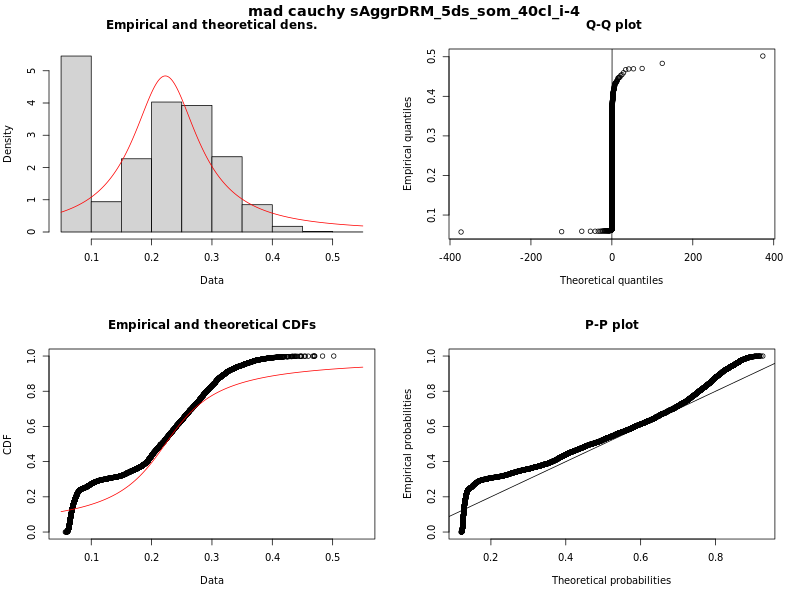 mad cauchy sAggrDRM_5ds_som_40cl_i-4
Empirical and theoretical dens.
Density
0 1 2 3 4 5
0.1 0.2 0.3 0.4 0.5
Data
Q-Q plot
Empirical quantiles
0.1 0.2 0.3 0.4 0.5
-400 -200 0 200 400
Theoretical quantiles
Empirical and theoretical CDFs
CDF
0.0 0.2 0.4 0.6 0.8 1.0
0.1 0.2 0.3 0.4 0.5
Data
P-P plot
Empirical probabilities
0.0 0.2 0.4 0.6 0.8 1.0
0.2 0.4 0.6 0.8
Theoretical probabilities